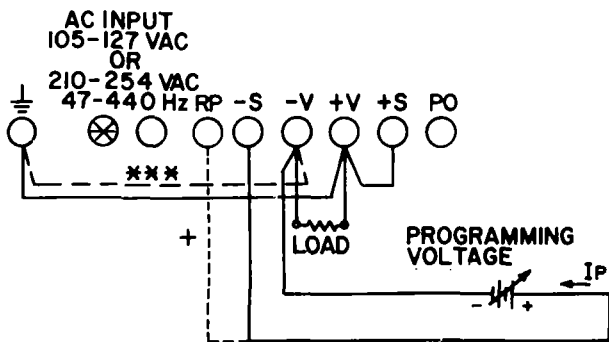 AC INPUT
105-127 VAC
OR
210-254 VAC
47-440 Hz RP -S -V +V +S PO
***
+
LOAD
PROGRAMMING
VOLTAGE
IP
- +